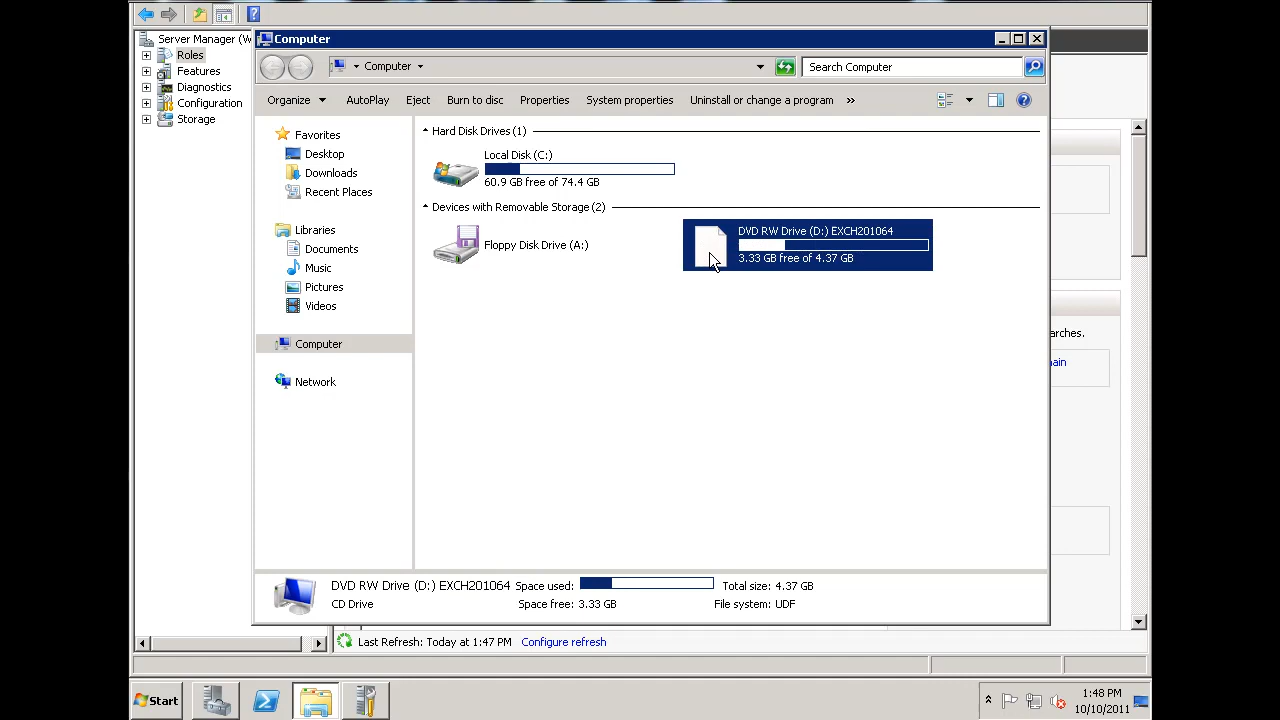 Server Manager (W
Roles
Features
Diagnostics
Configuration
Storage
Computer
Computer
Search Computer
Organize AutoPlay Eject Burn to disc Properties System properties Uninstall or change a program »
Favorites
Desktop
Downloads
Recent Places
Libraries
Documents
Music
Pictures
Videos
Computer
Network
Hard Disk Drives (1)
Local Disk (C:)
60.9 GB free of 74.4 GB
Devices with Removable Storage (2)
Floppy Disk Drive (A:)
DVD RW Drive (D:) EXCH201064
3.33 GB free of 4.37 GB
arches.
ain
DVD RW Drive (D:) EXCH201064 Space used: Total size: 4.37 GB
CD Drive Space free: 3.33 GB File system: UDF
Last Refresh: Today at 1:47 PM Configure refresh
Start
1:48 PM
10/10/2011